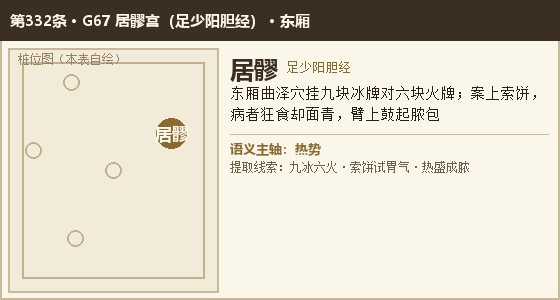 第332条・G67 居髎宫（足少阳胆经）・东厢
桩位图（本表自绘）
居髎
居髎 足少阳胆经
东厢曲泽穴挂九块冰牌对六块火牌；案上索饼，
病者狂食却面青，臂上鼓起脓包
语义主轴：热势
提取线索：九冰六火・索饼试胃气・热盛成脓